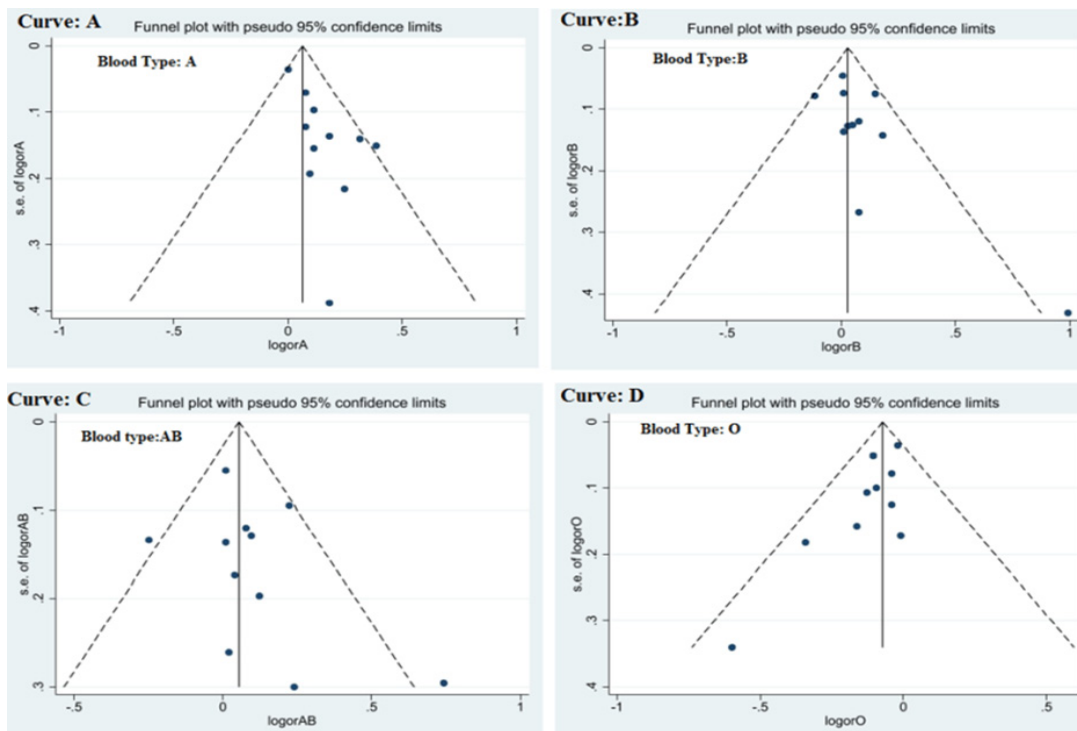 Curve: A
Funnel plot with pseudo 95% confidence limits
Blood Type: A
0
.1
.2
.3
.4
s.e. of logorA
-1
-.5
0
.5
1
logorA
Curve:B
Funnel plot with pseudo 95% confidence limits
Blood Type:B
0
.1
.2
.3
.4
s.e. of logorB
-1
-.5
0
.5
1
logorB
Curve: C
Funnel plot with pseudo 95% confidence limits
Blood type:AB
0
.1
.2
.3
s.e. of logorAB
-.5
0
.5
1
logorAB
Curve: D
Funnel plot with pseudo 95% confidence limits
Blood Type: O
0
.1
.2
.3
.4
s.e. of logorO
-1
-.5
0
.5
logorO